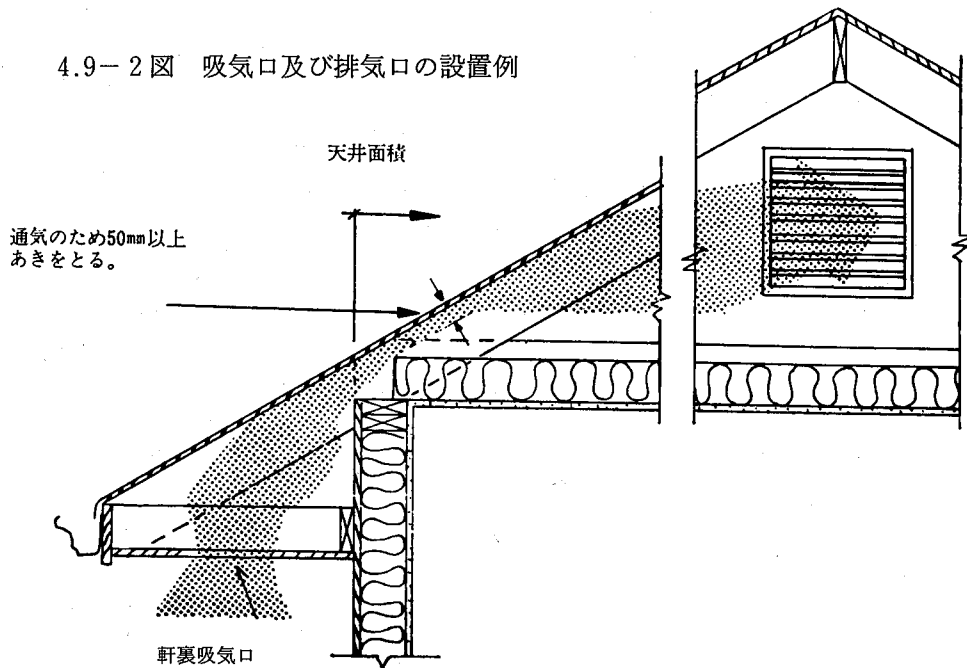 4.9-2図 吸気口及び排気口の設置例
天井面積
通気のため50mm以上
あきをとる。
軒裏吸気口